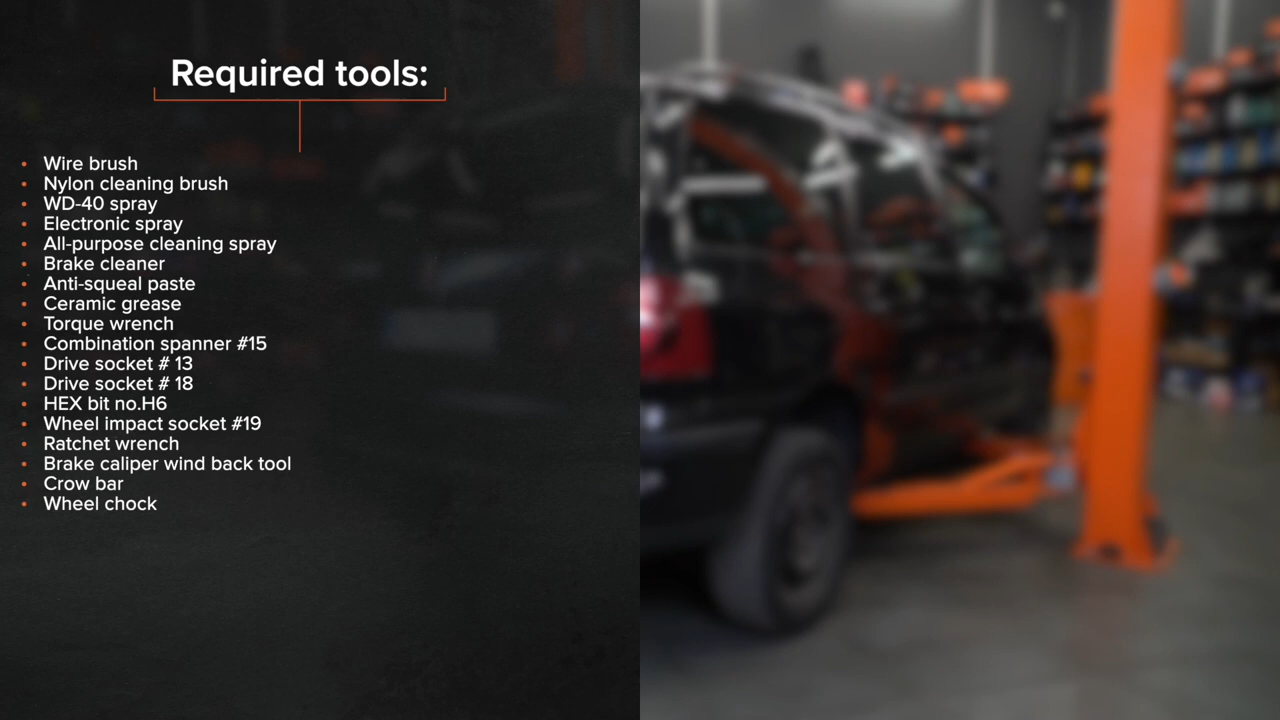 Required tools:
• Wire brush
• Nylon cleaning brush
• WD-40 spray
• Electronic spray
• All-purpose cleaning spray
• Brake cleaner
• Anti-squeal paste
• Ceramic grease
• Torque wrench
• Combination spanner #15
• Drive socket # 13
• Drive socket # 18
• HEX bit no.H6
• Wheel impact socket #19
• Ratchet wrench
• Brake caliper wind back tool
• Crow bar
• Wheel chock